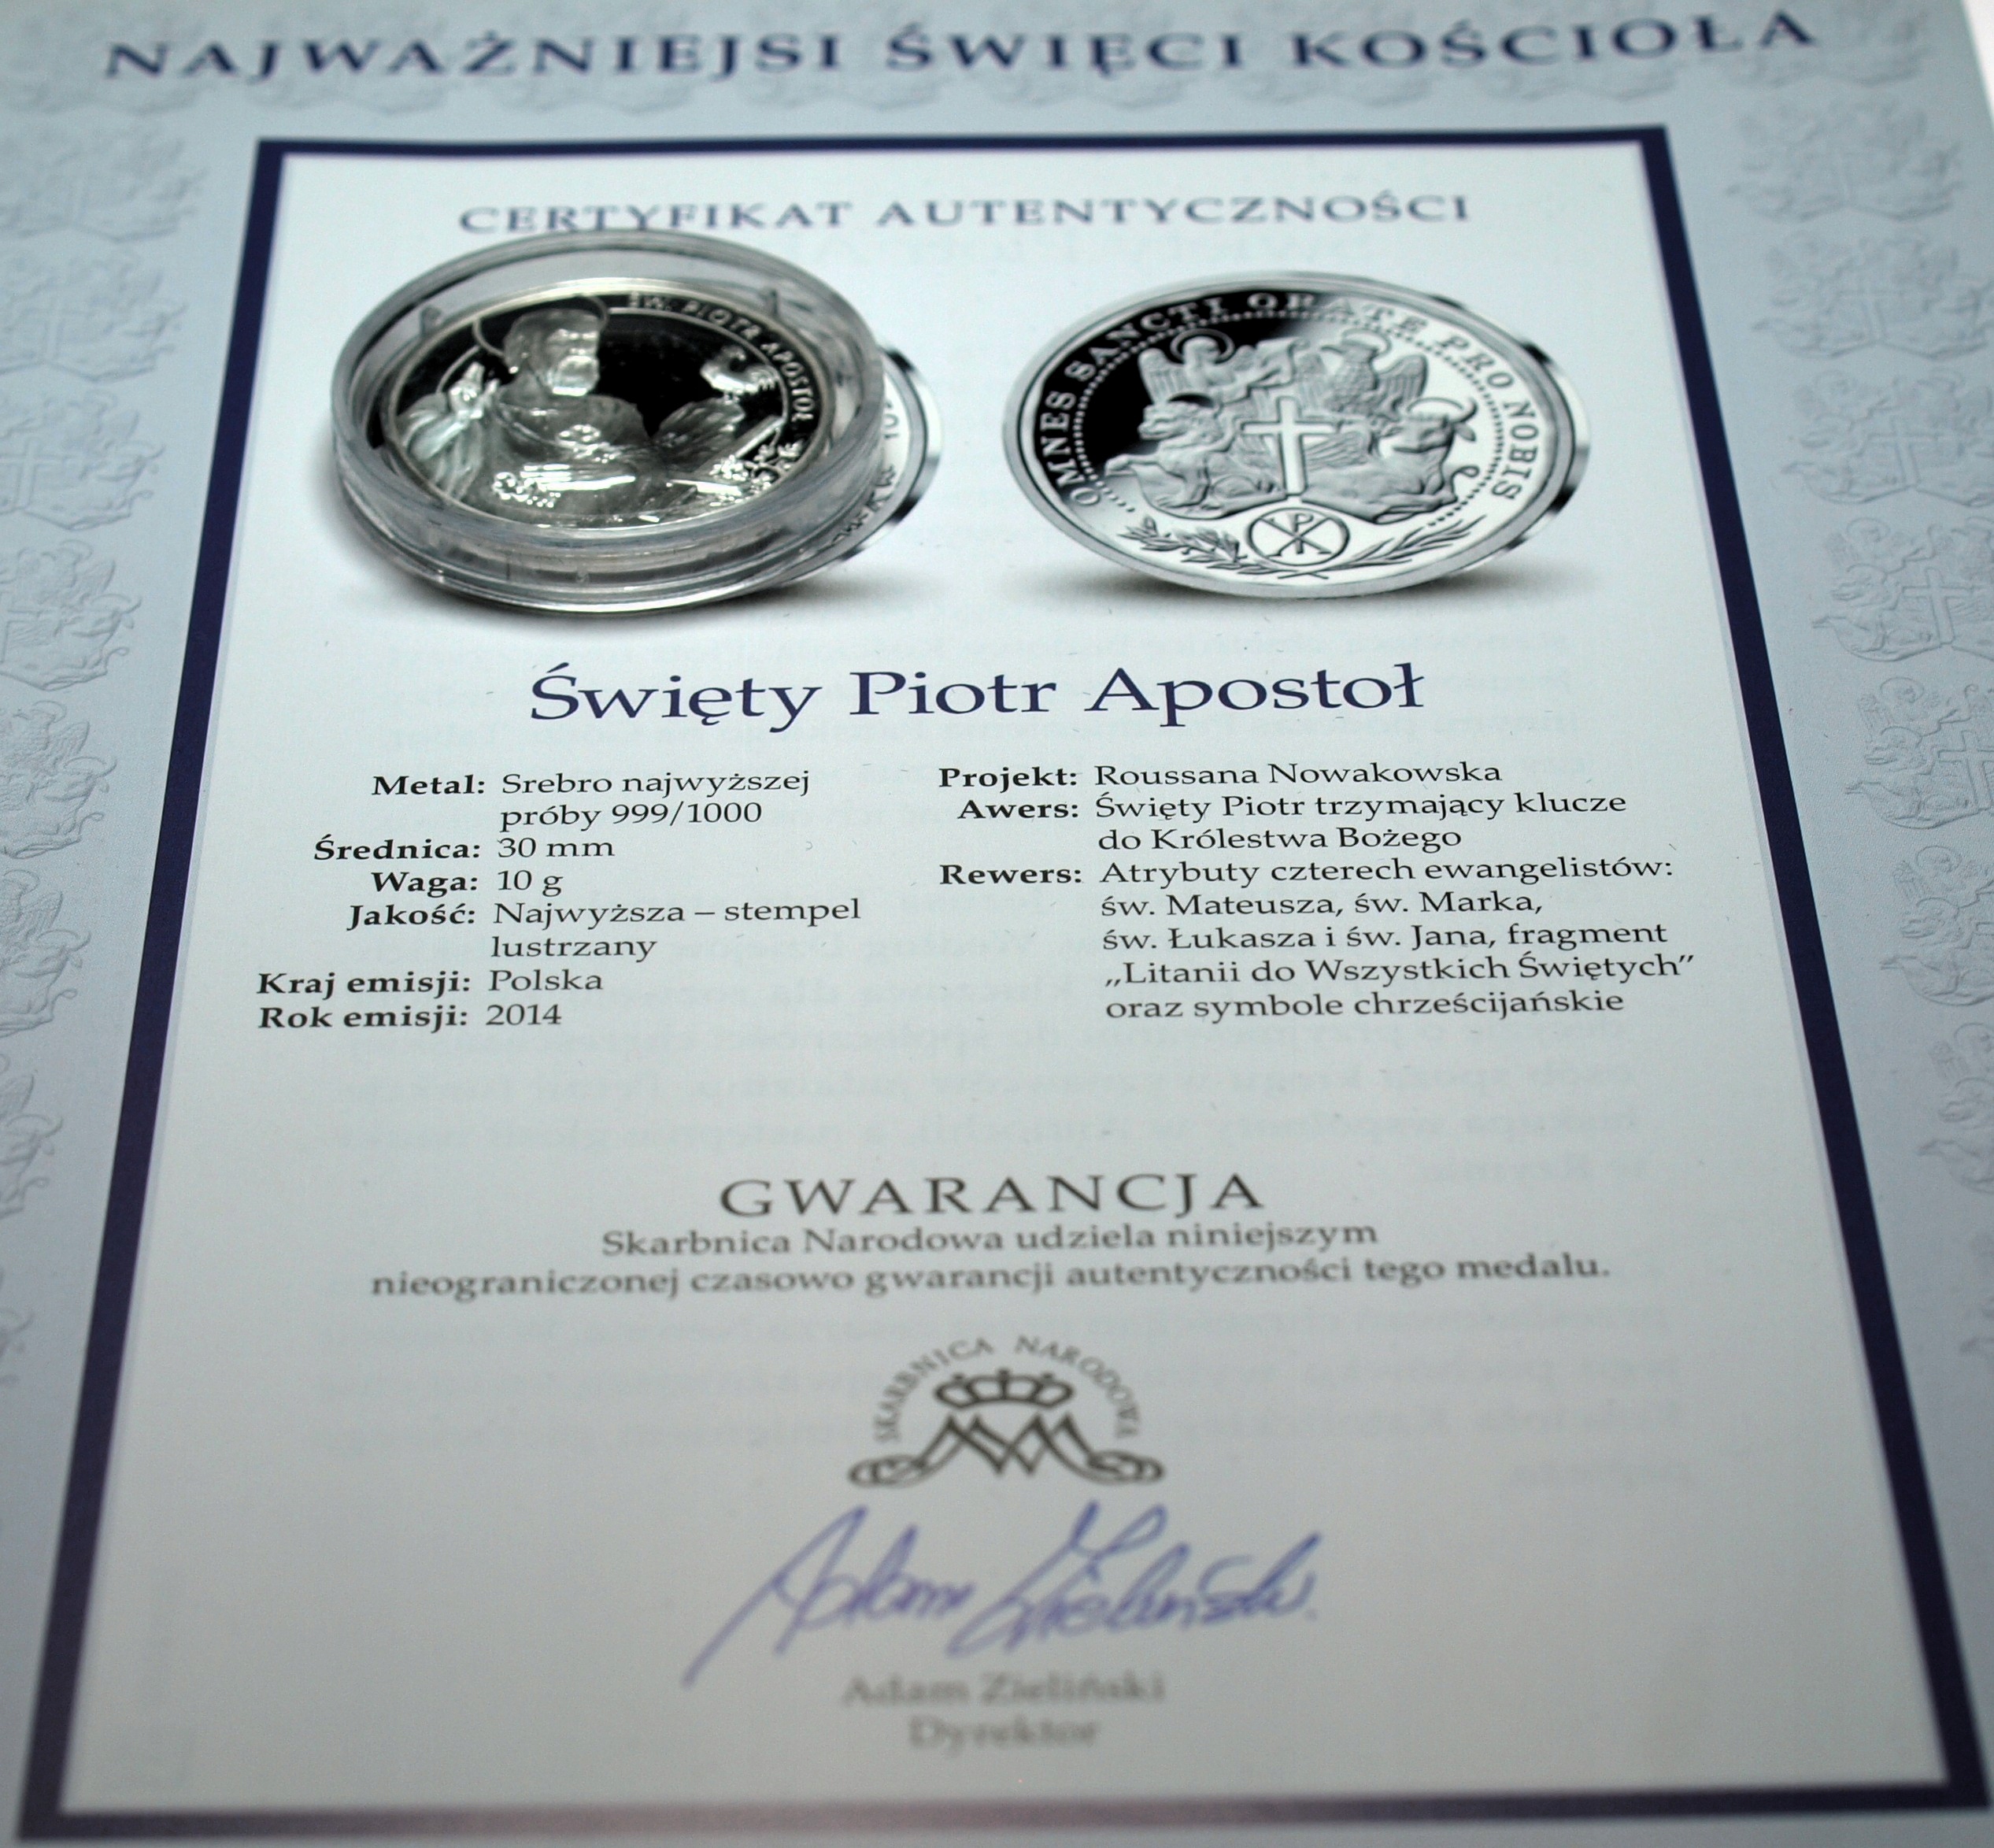 NAJWAŻNIEJSI ŚWIĘCI KOŚCIOŁA
CERTYFIKAT AUTENTYCZNOŚCI
ŚW. PIOTR APOSTOŁ
OMNES SANCTI ORATE PRO NOBIS
Święty Piotr Apostoł
Metal: Srebro najwyższej
próby 999/1000
Średnica: 30 mm
Waga: 10 g
Jakość: Najwyższa – stempel
lustrzany
Kraj emisji: Polska
Rok emisji: 2014
Projekt: Roussana Nowakowska
Awers: Święty Piotr trzymający klucze
do Królestwa Bożego
Rewers: Atrybuty czterech ewangelistów:
św. Mateusza, św. Marka,
św. Łukasza i św. Jana, fragment
„Litanii do Wszystkich Świętych”
oraz symbole chrześcijańskie
GWARANCJA
Skarbnica Narodowa udziela niniejszym
nieograniczonej czasowo gwarancji autentyczności tego medalu.
SKARBNICA NARODOWA
Adam Zieliński
Adam Zieliński
Dyrektor